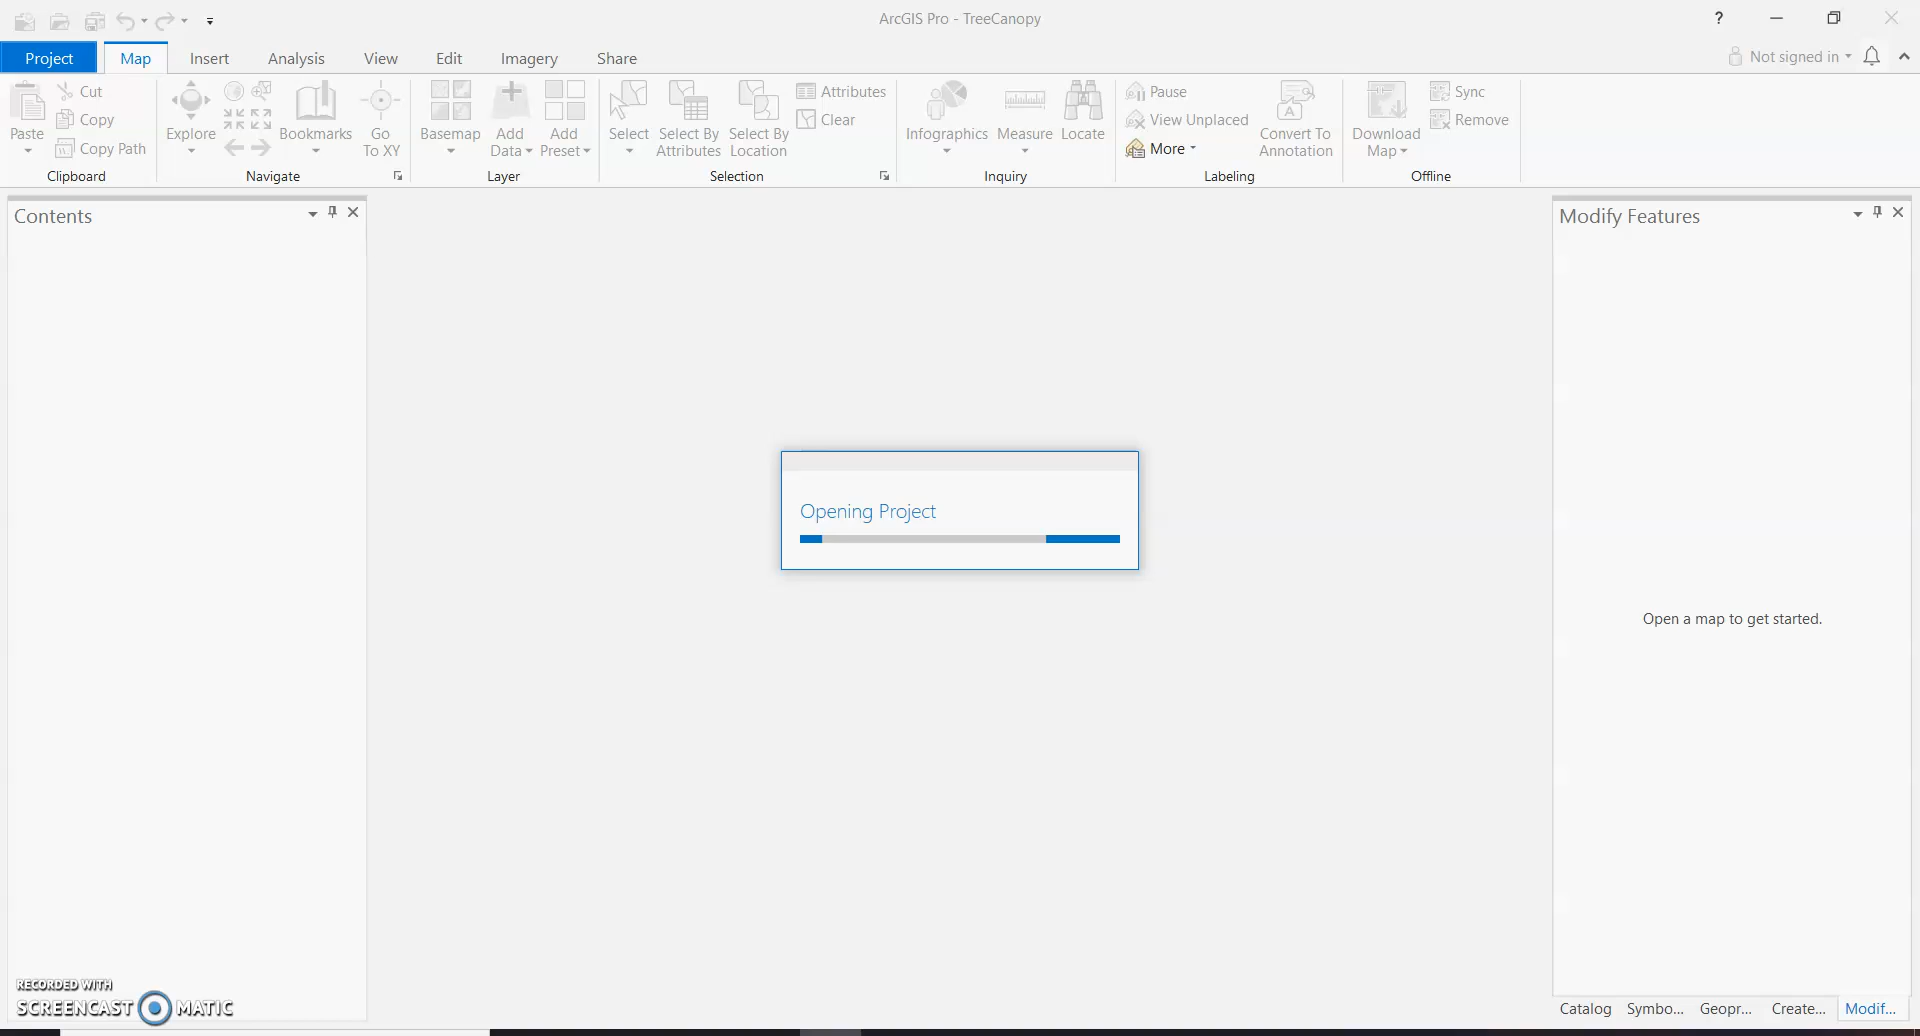 ArcGIS Pro - TreeCanopy
?
Project Map Insert Analysis View Edit Imagery Share
Not signed in
Paste
Cut
Copy
Copy Path
Clipboard
Explore
Bookmarks
Go
To XY
Navigate
Basemap
Add
Data
Add
Preset
Layer
Select
Select By
Attributes
Select By
Location
Attributes
Clear
Selection
Infographics
Measure
Locate
Inquiry
Pause
View Unplaced
More
A
Convert To
Annotation
Labeling
Download
Map
Sync
Remove
Offline
Contents
Modify Features
Opening Project
Open a map to get started.
RECORDED WITH
SCREENCAST MATIC
Catalog Symbo... Geopr... Create... Modif...